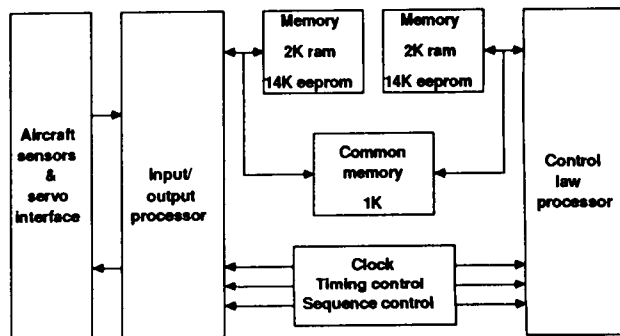 Aircraft
sensors
&
servo
interface
Input/
output
processor
Memory
2K ram
14K eeprom
Memory
2K ram
14K eeprom
Common
memory
1K
Clock
Timing control
Sequence control
Control
law
processor